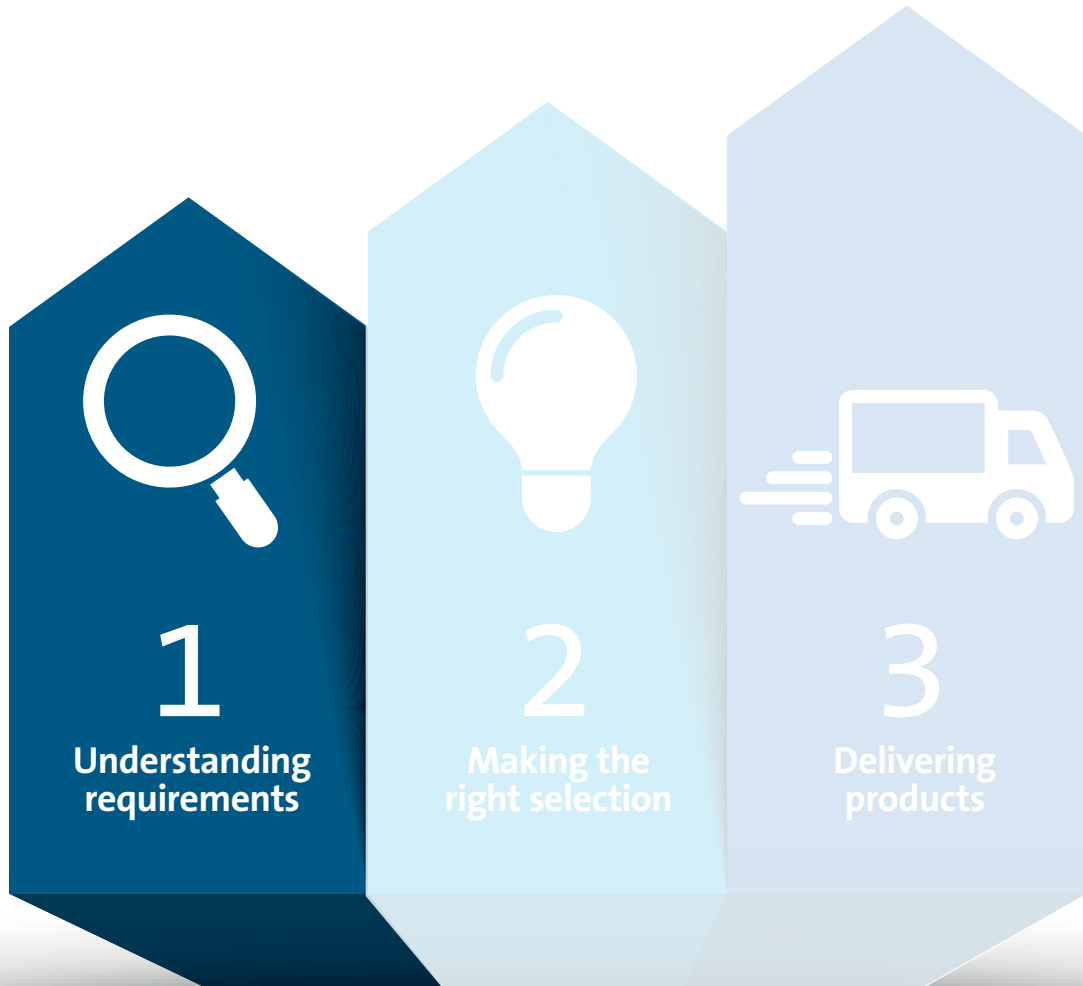 1
Understanding
requirements
2
Making the
right selection
3
Delivering
products